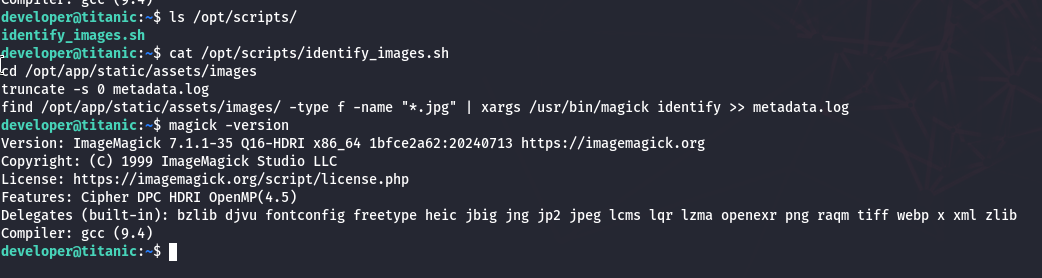 Compiler: gcc (9.4)
developer@titanic:~$ ls /opt/scripts/
identify_images.sh
developer@titanic:~$ cat /opt/scripts/identify_images.sh
cd /opt/app/static/assets/images
truncate -s 0 metadata.log
find /opt/app/static/assets/images/ -type f -name "*.jpg" | xargs /usr/bin/magick identify >> metadata.log
developer@titanic:~$ magick -version
Version: ImageMagick 7.1.1-35 Q16-HDRI x86_64 1bfce2a62:20240713 https://imagemagick.org
Copyright: (C) 1999 ImageMagick Studio LLC
License: https://imagemagick.org/script/license.php
Features: Cipher DPC HDRI OpenMP(4.5)
Delegates (built-in): bzlib djvu fontconfig freetype heic jbig jng jp2 jpeg lcms lqr lzma openexr png raqm tiff webp x xml zlib
Compiler: gcc (9.4)
developer@titanic:~$